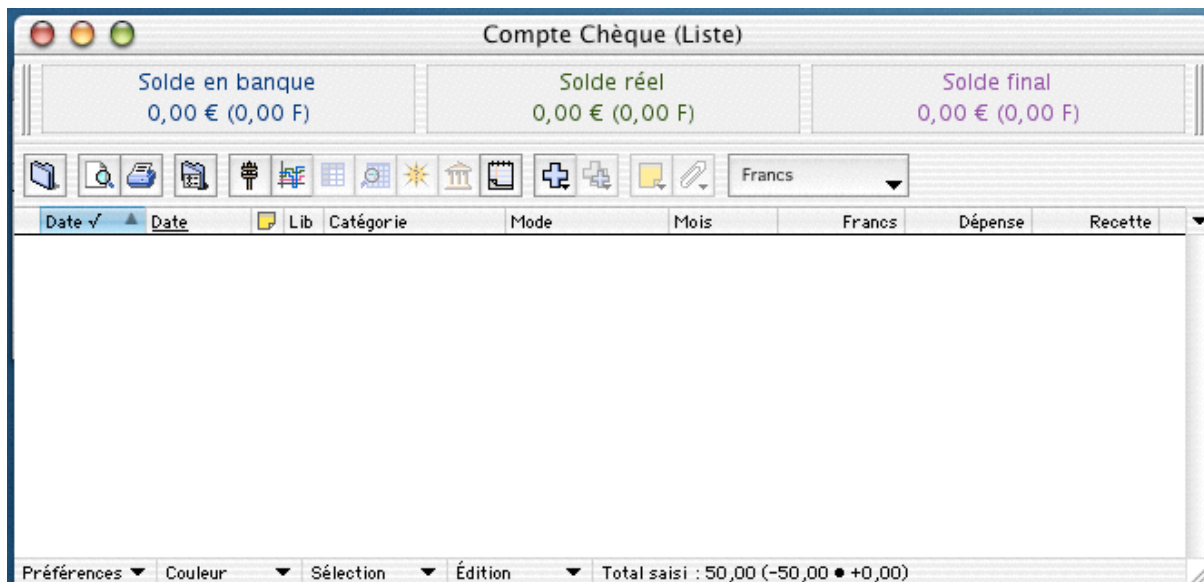 Compte Chèque (Liste)
Solde en banque Solde réel Solde final
0,00 € (0,00 F) 0,00 € (0,00 F) 0,00 € (0,00 F)
Francs
Date √ Date Lib Catégorie Mode Mois Francs Dépense Recette
Préférences Couleur Sélection Édition Total saisi : 50,00 (-50,00 ● +0,00)